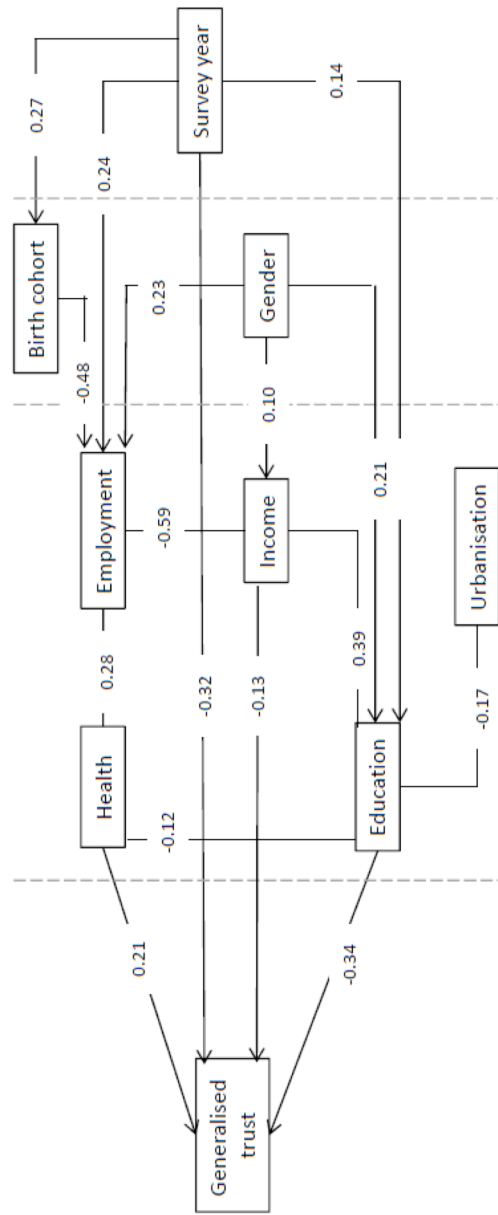 Survey year
0.27
0.24
0.14
Birth cohort
Gender
-0.48
0.23
0.10
0.21
Employment
Income
Urbanisation
-0.59
0.39
0.28
-0.32
-0.13
-0.17
Health
Education
-0.12
0.21
-0.34
Generalised
trust